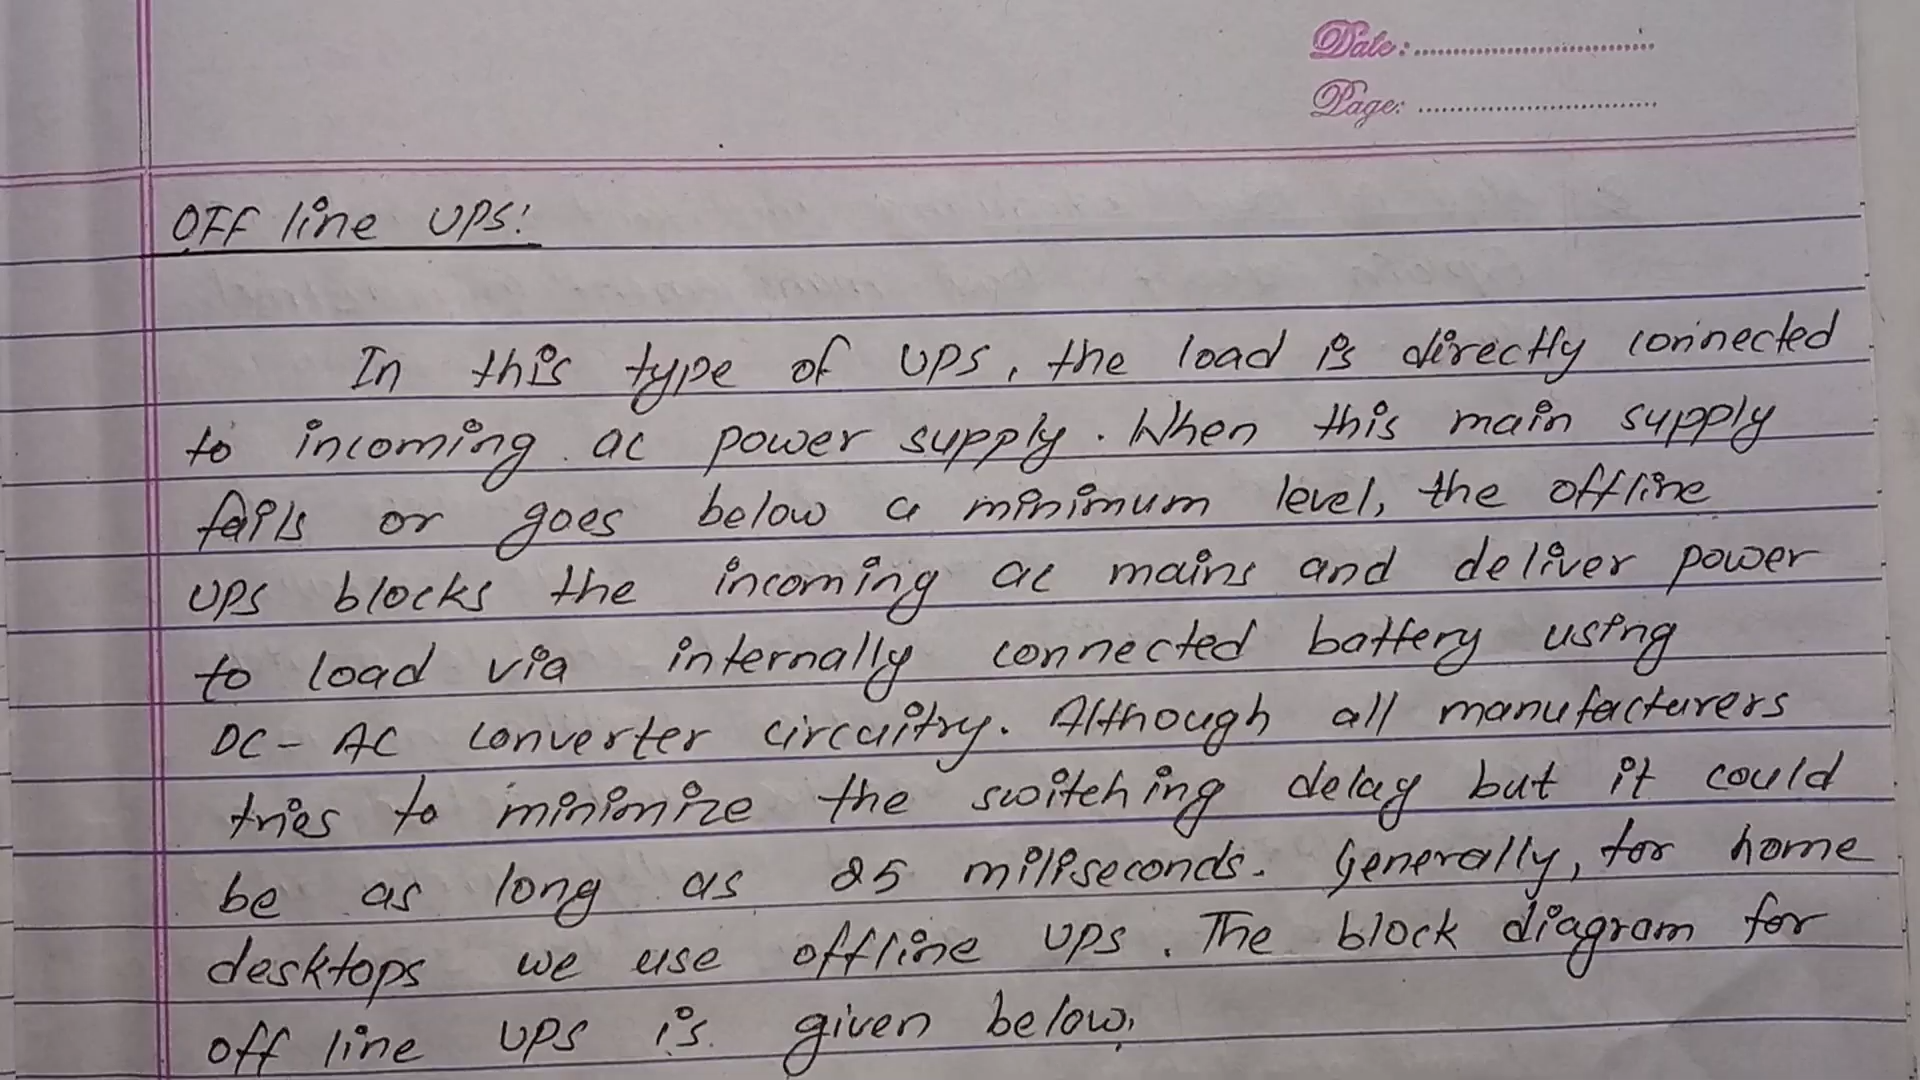 Date:
Page:
OFF line UPS:
In this type of UPS, the load is directly connected
to incoming ac power supply. When this main supply
fails or goes below a minimum level, the offline
UPS blocks the incoming ac mains and deliver power
to load via internally connected battery using
DC-AC converter circuitry. Although all manufacturers
tries to minimize the switching delay but it could
be as long as 25 miliseconds. Generally, for home
desktops we use offline UPS. The block diagram for
off line UPS is given below.